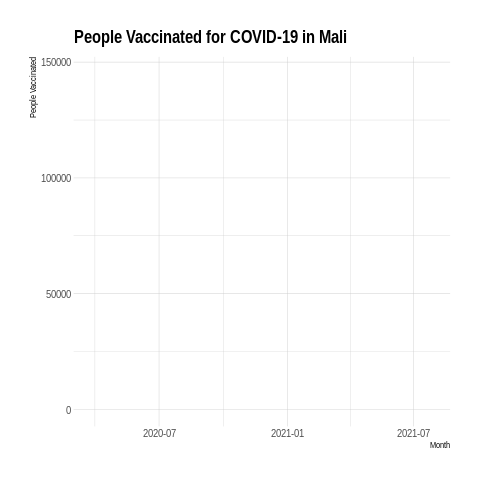 People Vaccinated for COVID-19 in Mali
People Vaccinated
150000
100000
50000
0
2020-07 2021-01 2021-07
Month